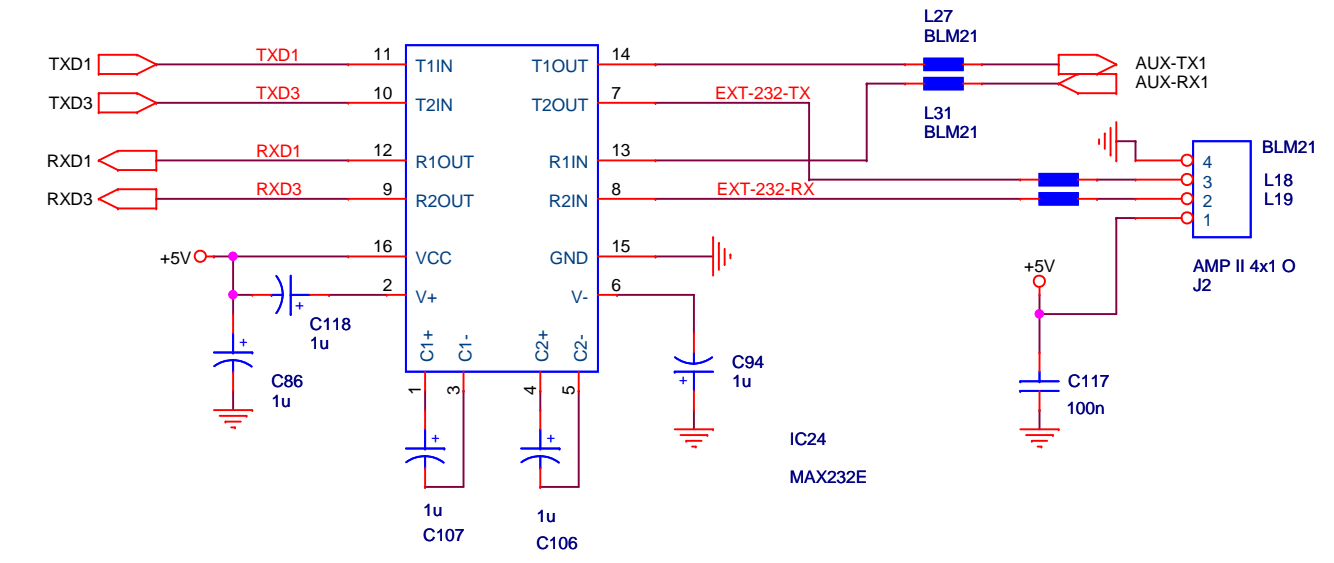 L27
BLM21
TXD1
TXD1
11
T1IN
T1OUT
14
AUX-TX1
AUX-RX1
TXD3
TXD3
10
T2IN
T2OUT
7
EXT-232-TX
L31
BLM21
RXD1
RXD1
12
R1OUT
R1IN
13
BLM21
4
RXD3
RXD3
9
R2OUT
R2IN
8
EXT-232-RX
3
L18
2
L19
1
+5V
16
VCC
GND
15
+5V
AMP II 4x1 O
J2
2
V+
V-
6
C118
1u
C1+
C1-
C2+
C2-
C86
1u
1
3
4
5
C94
1u
C117
100n
+
+
+
+
+
IC24
MAX232E
1u
C107
1u
C106